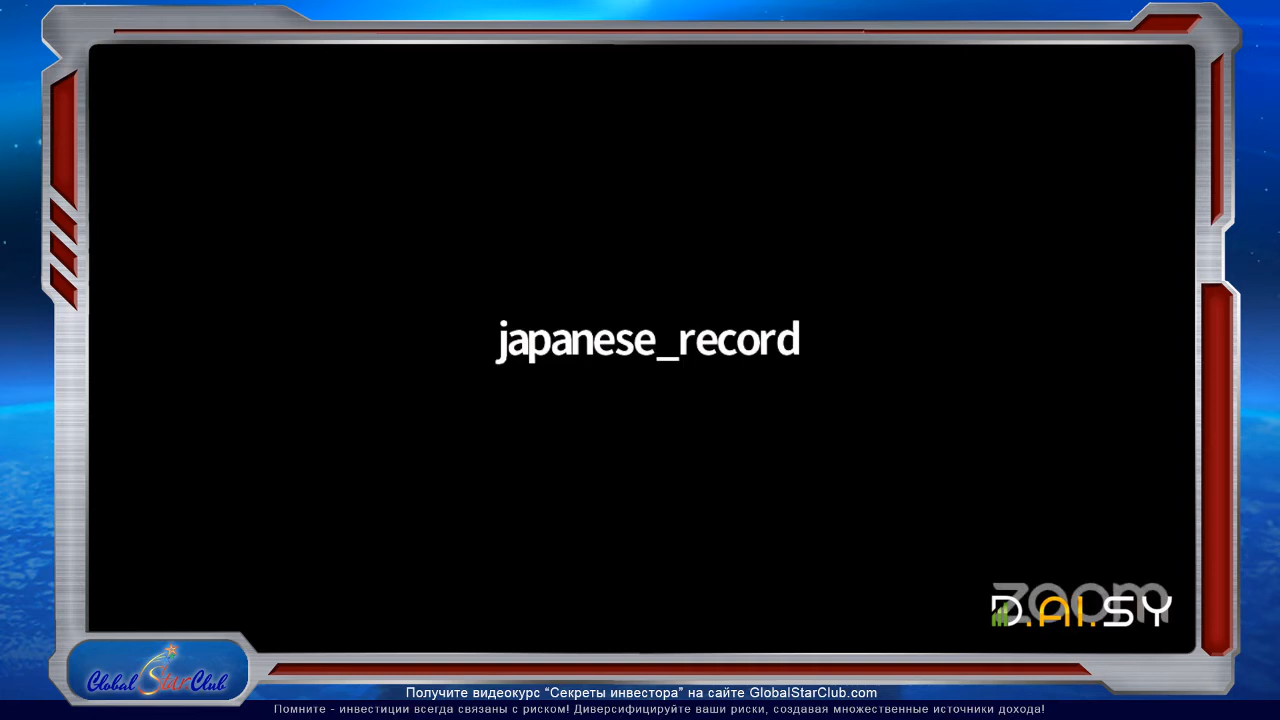 japanese_record
zoom
D.AI.SY
Global Star Club
Получите видеокурс “Секреты инвестора” на сайте GlobalStarClub.com
Помните - инвестиции всегда связаны с риском! Диверсифицируйте ваши риски, создавая множественные источники дохода!